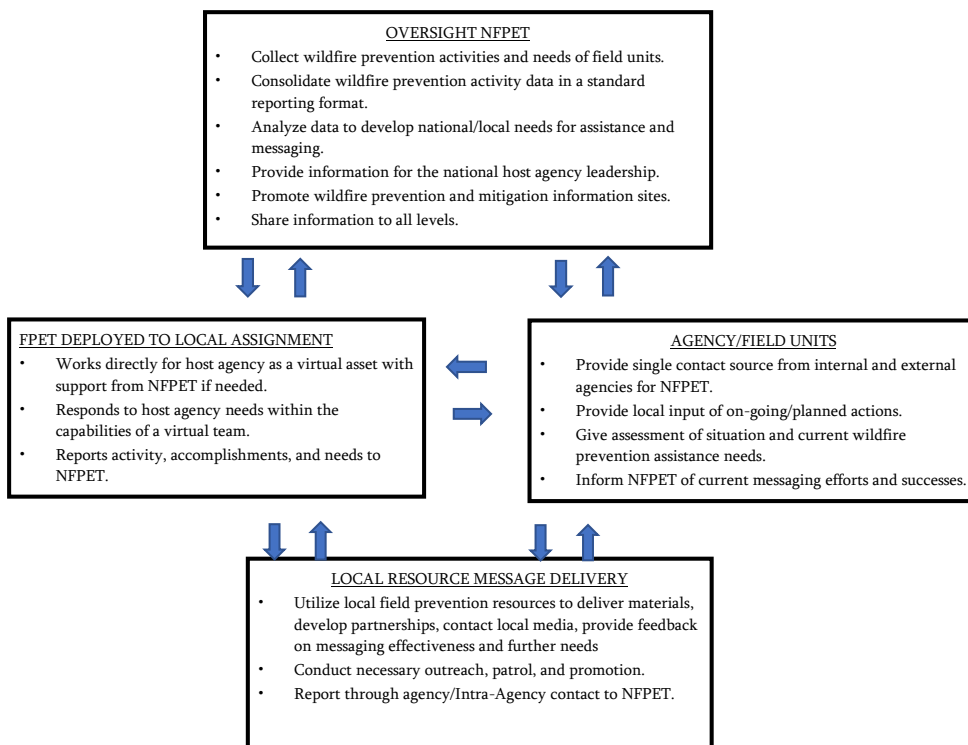 OVERSIGHT NFPET
• Collect wildfire prevention activities and needs of field units.
• Consolidate wildfire prevention activity data in a standard
reporting format.
• Analyze data to develop national/local needs for assistance and
messaging.
• Provide information for the national host agency leadership.
• Promote wildfire prevention and mitigation information sites.
• Share information to all levels.
FPET DEPLOYED TO LOCAL ASSIGNMENT
• Works directly for host agency as a virtual asset with
support from NFPET if needed.
• Responds to host agency needs within the
capabilities of a virtual team.
• Reports activity, accomplishments, and needs to
NFPET.
AGENCY/FIELD UNITS
• Provide single contact source from internal and external
agencies for NFPET.
• Provide local input of on-going/planned actions.
• Give assessment of situation and current wildfire
prevention assistance needs.
• Inform NFPET of current messaging efforts and successes.
LOCAL RESOURCE MESSAGE DELIVERY
• Utilize local field prevention resources to deliver materials,
develop partnerships, contact local media, provide feedback
on messaging effectiveness and further needs
• Conduct necessary outreach, patrol, and promotion.
• Report through agency/Intra-Agency contact to NFPET.